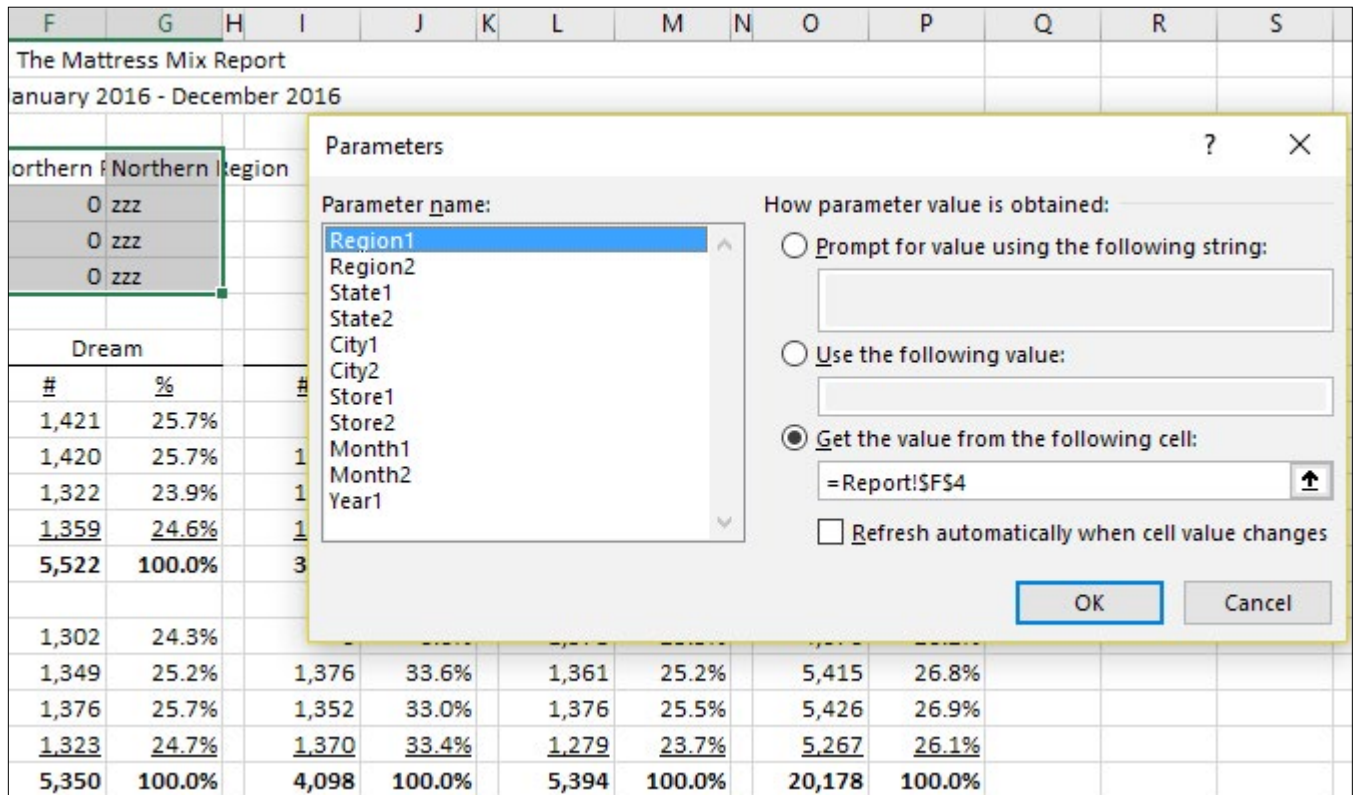 F G H I J K L M N O P Q R S
The Mattress Mix Report
January 2016 - December 2016
Northern Region
0 zzz
0 zzz
0 zzz
Dream
# % #
1,421 25.7%
1,420 25.7% 1
1,322 23.9% 1
1,359 24.6% 1
5,522 100.0% 3
1,302 24.3%
1,349 25.2% 1,376 33.6% 1,361 25.2% 5,415 26.8%
1,376 25.7% 1,352 33.0% 1,376 25.5% 5,426 26.9%
1,323 24.7% 1,370 33.4% 1,279 23.7% 5,267 26.1%
5,350 100.0% 4,098 100.0% 5,394 100.0% 20,178 100.0%
Parameters ?
Parameter name:
Region1
Region2
State1
State2
City1
City2
Store1
Store2
Month1
Month2
Year1
How parameter value is obtained:
Prompt for value using the following string:
Use the following value:
Get the value from the following cell:
=Report!$F$4
Refresh automatically when cell value changes
OK Cancel